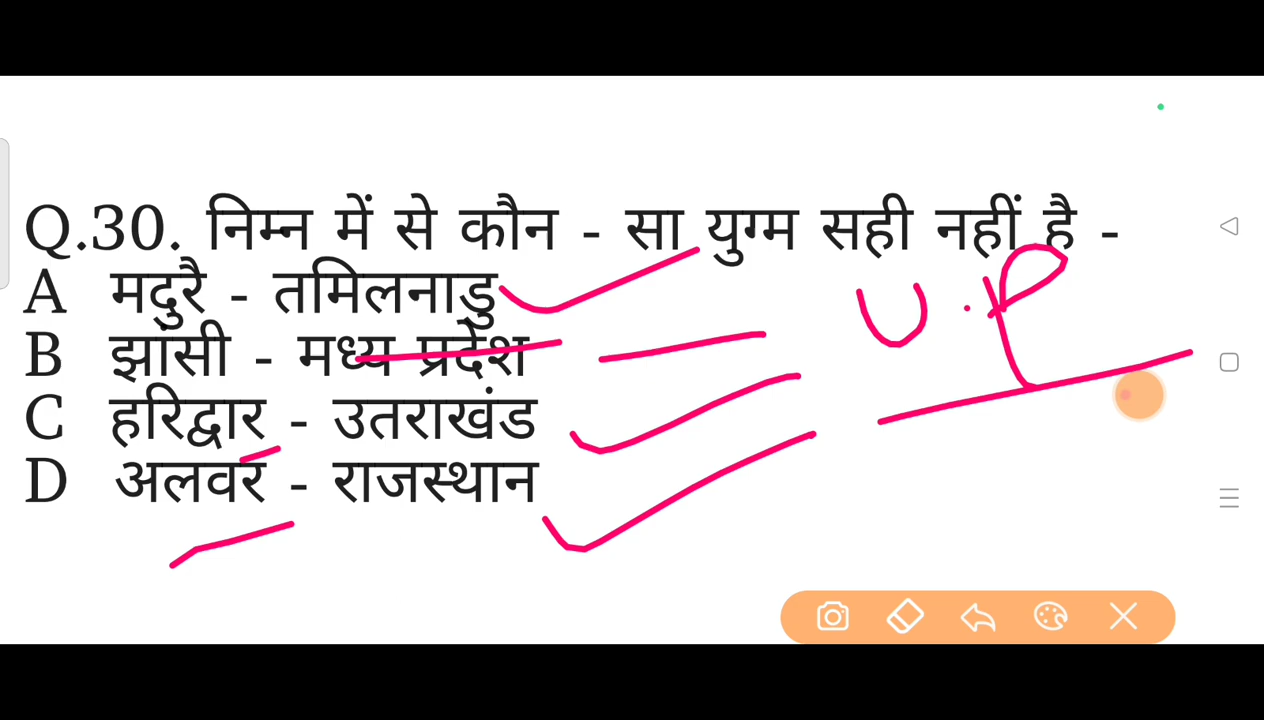 Q.30. निम्न में से कौन - सा युग्म सही नहीं है -
A मदुरै - तमिलनाडु
U.P
B झांसी - मध्य प्रदेश
C हरिद्वार - उतराखंड
D अलवर - राजस्थान